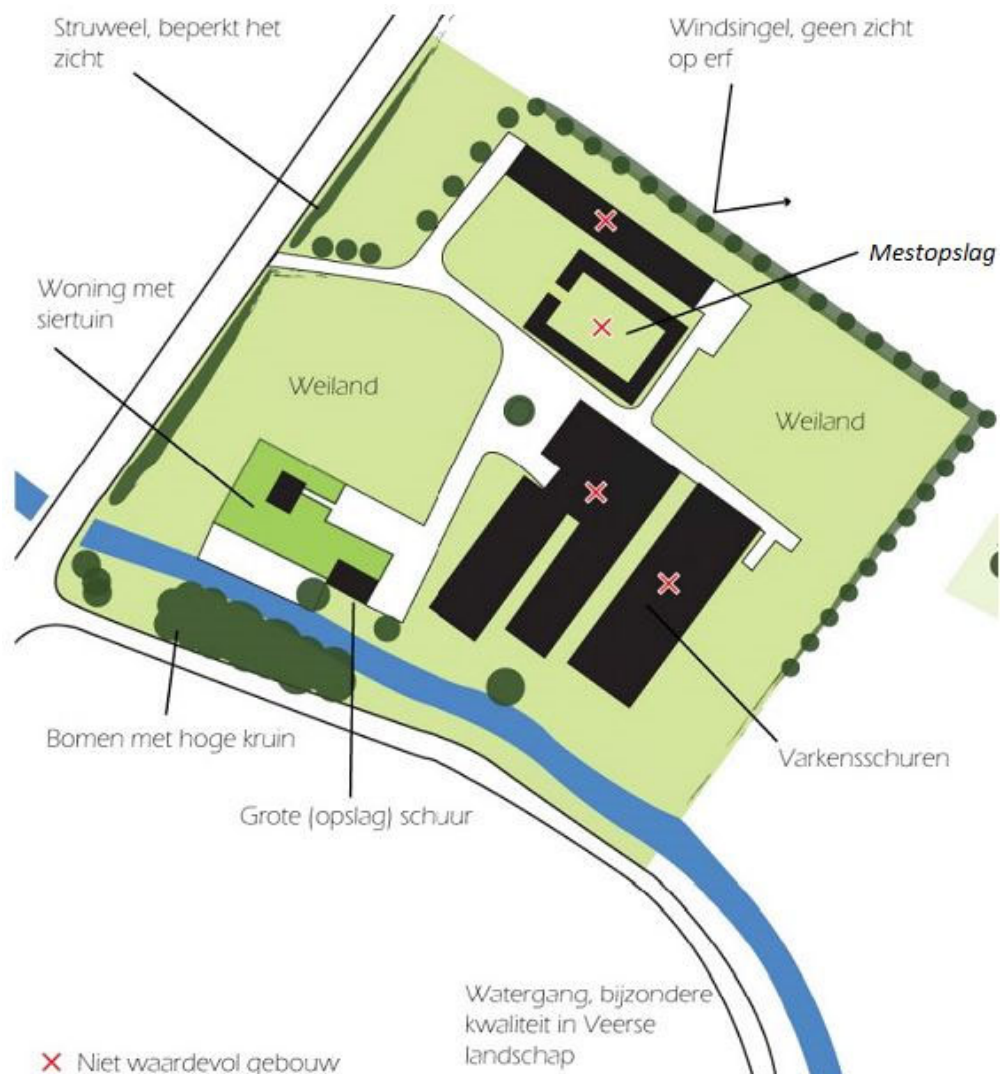 Struweel, beperkt het
zicht
Windsingel, geen zicht
op erf
Mestopslag
Woning met
siertuin
Weiland
Weiland
Bomen met hoge kruin
Varkensschuren
Grote (opslag) schuur
Watergang, bijzondere
kwaliteit in Veerse
landschap
Niet waardevol gebouw